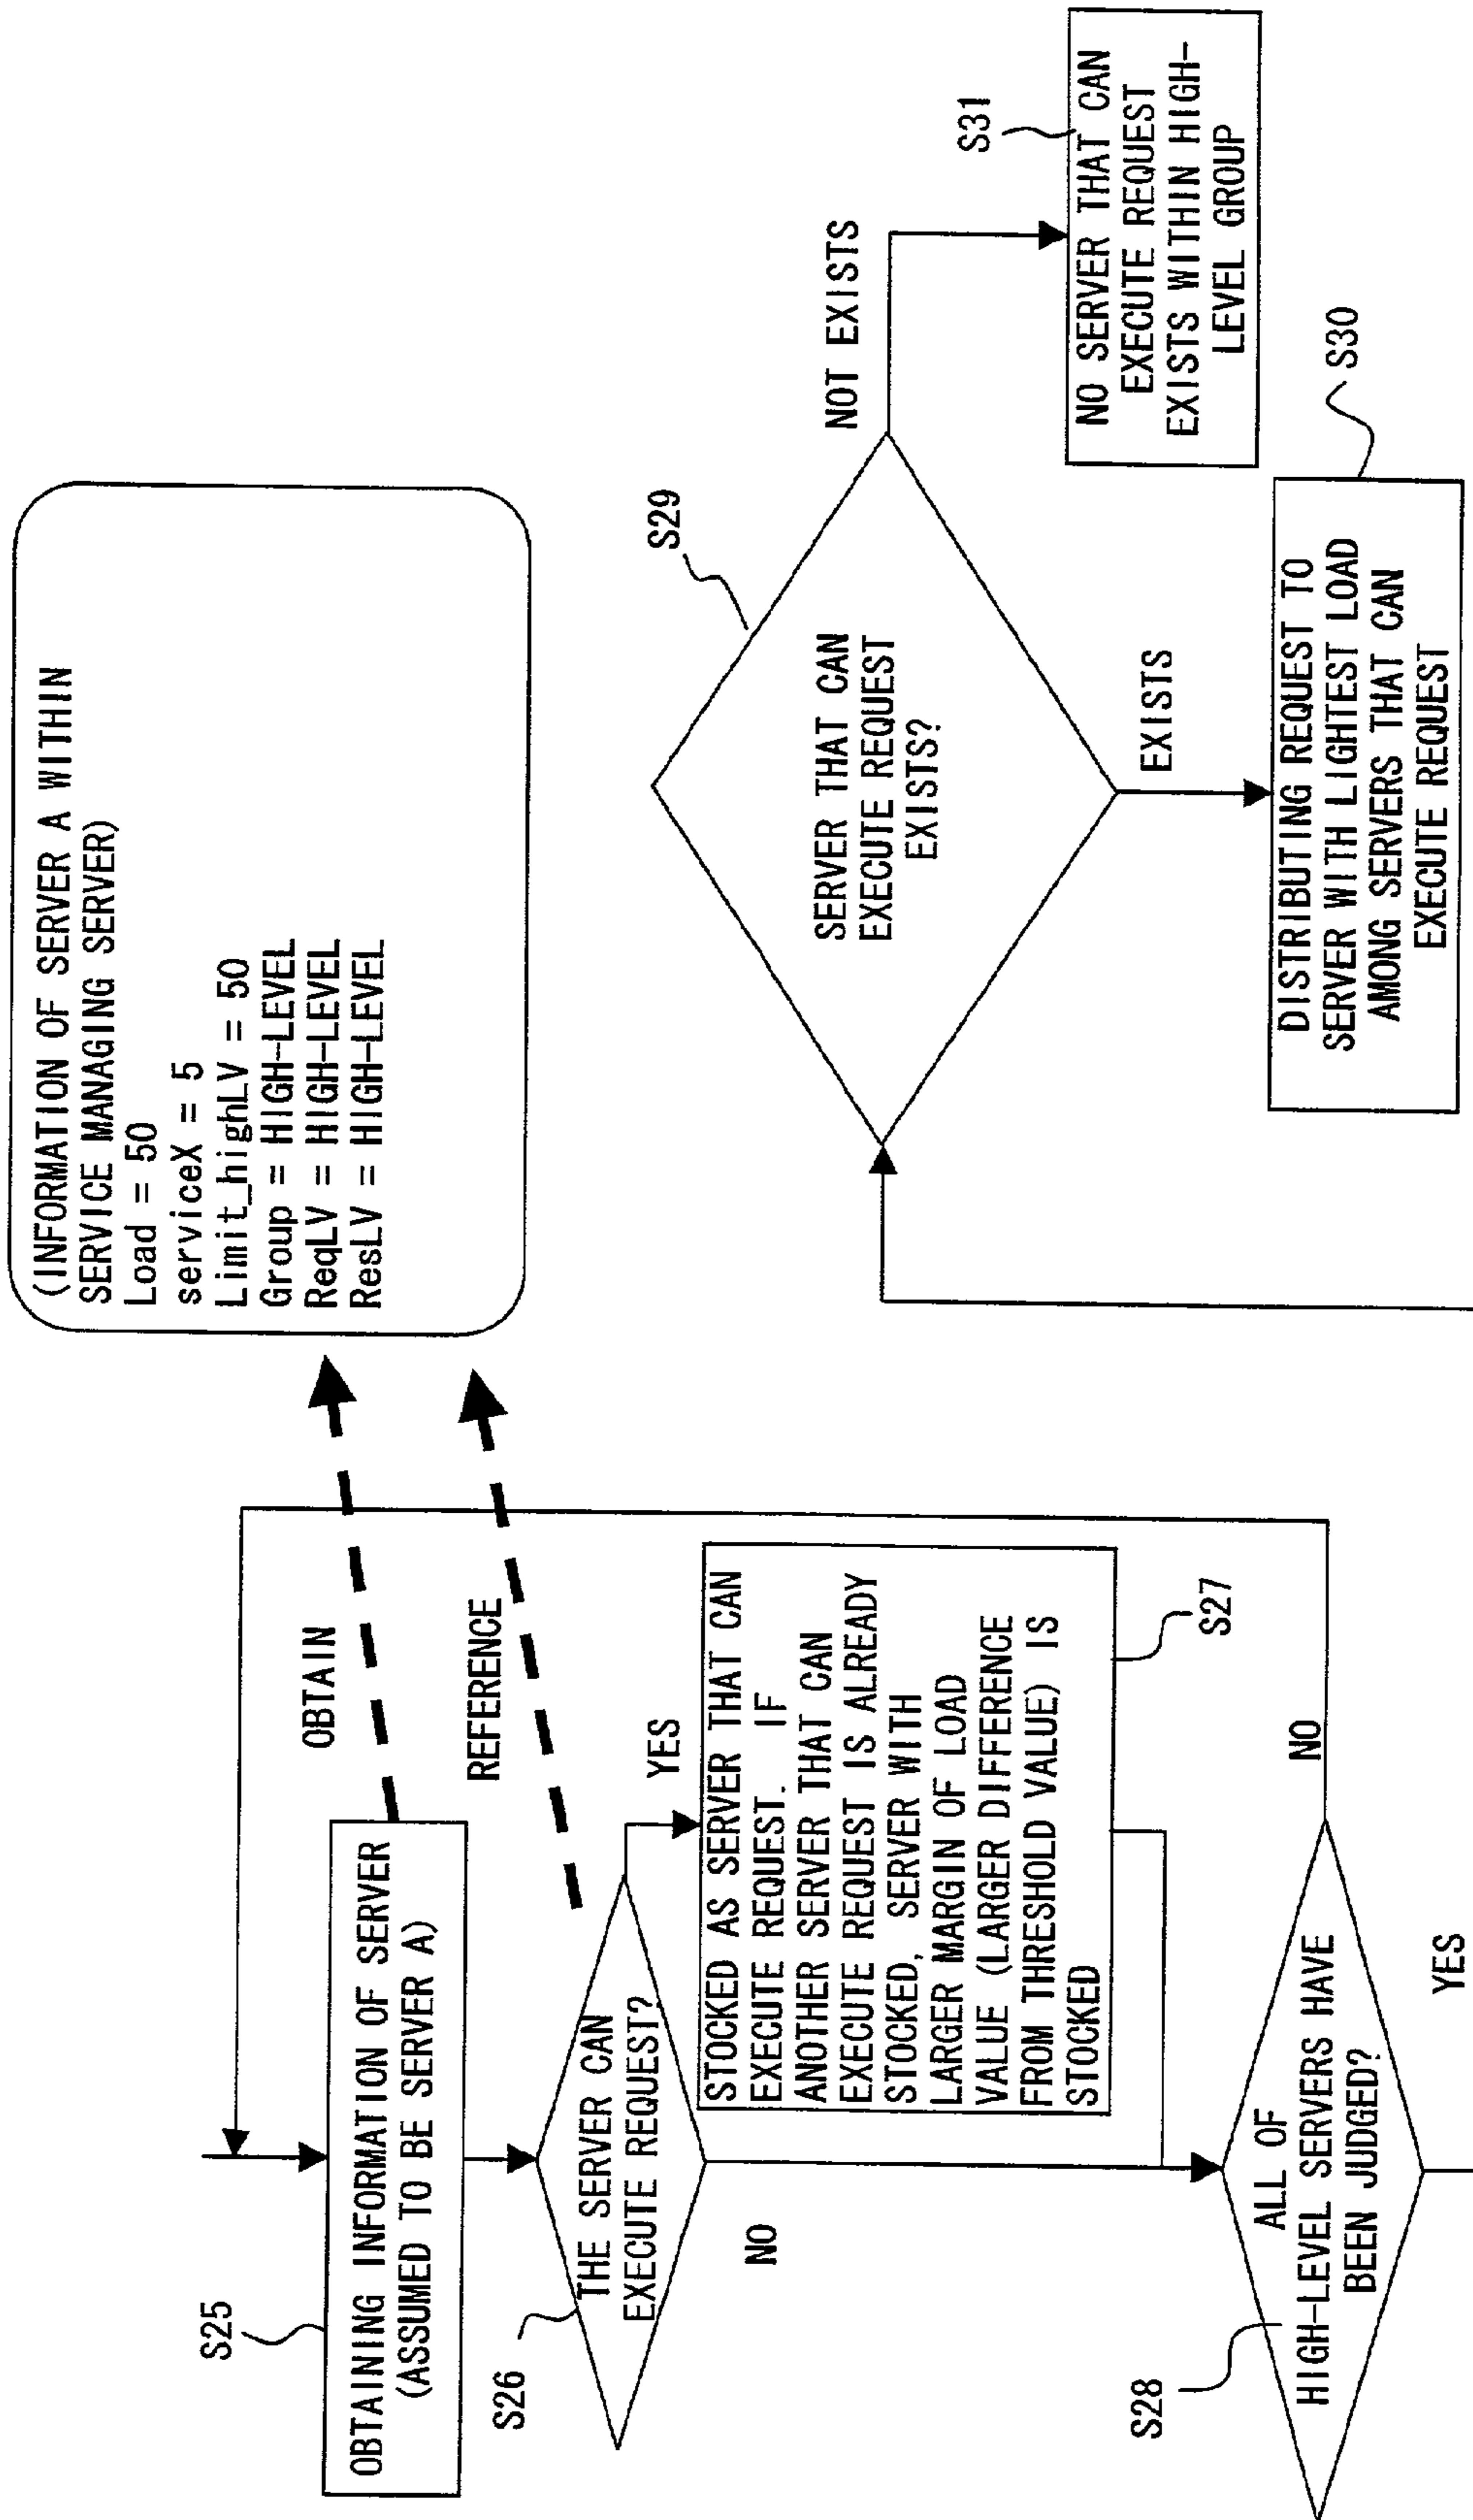 S25
OBTAINING INFORMATION OF SERVER
(ASSUMED TO BE SERVER A)
OBTAIN
(INFORMATION OF SERVER A WITHIN
SERVICE MANAGING SERVER)
Load = 50
serviceX = 5
Limit_highLV = 50
Group = HIGH-LEVEL
ReqLV = HIGH-LEVEL
ResLV = HIGH-LEVEL
REFERENCE
S26
THE SERVER CAN
EXECUTE REQUEST?
YES
NO
STOCKED AS SERVER THAT CAN
EXECUTE REQUEST. IF
ANOTHER SERVER THAT CAN
EXECUTE REQUEST IS ALREADY
STOCKED, SERVER WITH
LARGER MARGIN OF LOAD
VALUE (LARGER DIFFERENCE
FROM THRESHOLD VALUE) IS
STOCKED
S27
S28
ALL OF
HIGH-LEVEL SERVERS HAVE
BEEN JUDGED?
NO
YES
S29
SERVER THAT CAN
EXECUTE REQUEST
EXISTS?
NOT EXISTS
EXISTS
S31
NO SERVER THAT CAN
EXECUTE REQUEST
EXISTS WITHIN HIGH-
LEVEL GROUP
S30
DISTRIBUTING REQUEST TO
SERVER WITH LIGHTEST LOAD
AMONG SERVERS THAT CAN
EXECUTE REQUEST